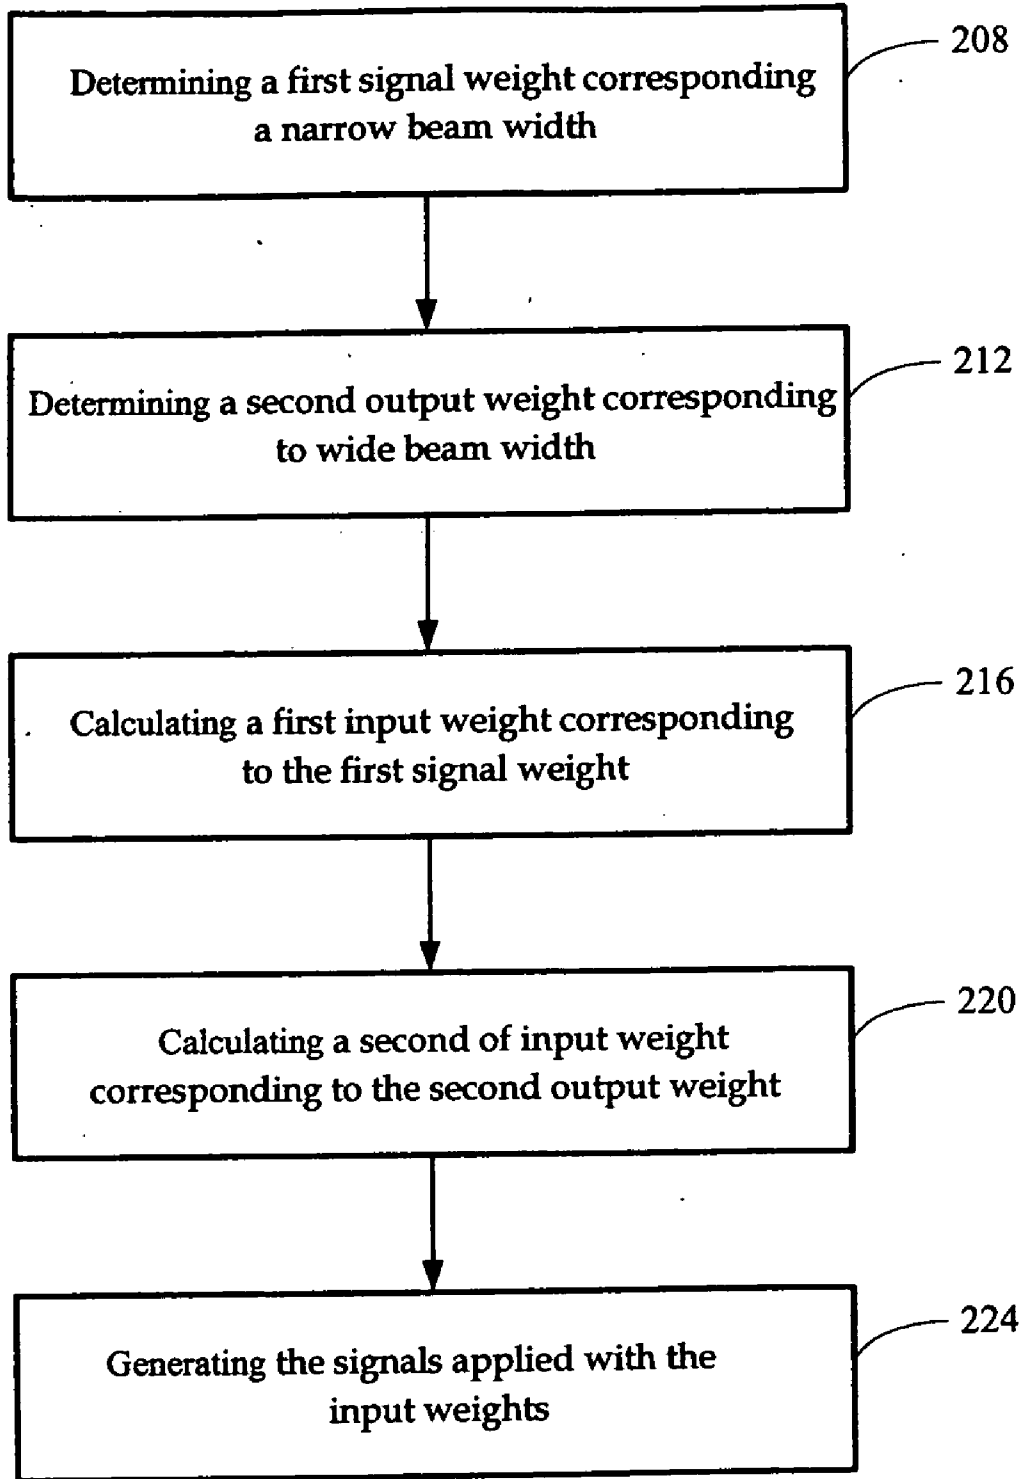 208
Determining a first signal weight corresponding
a narrow beam width
212
Determining a second output weight corresponding
to wide beam width
216
Calculating a first input weight corresponding
to the first signal weight
220
Calculating a second of input weight
corresponding to the second output weight
224
Generating the signals applied with the
input weights